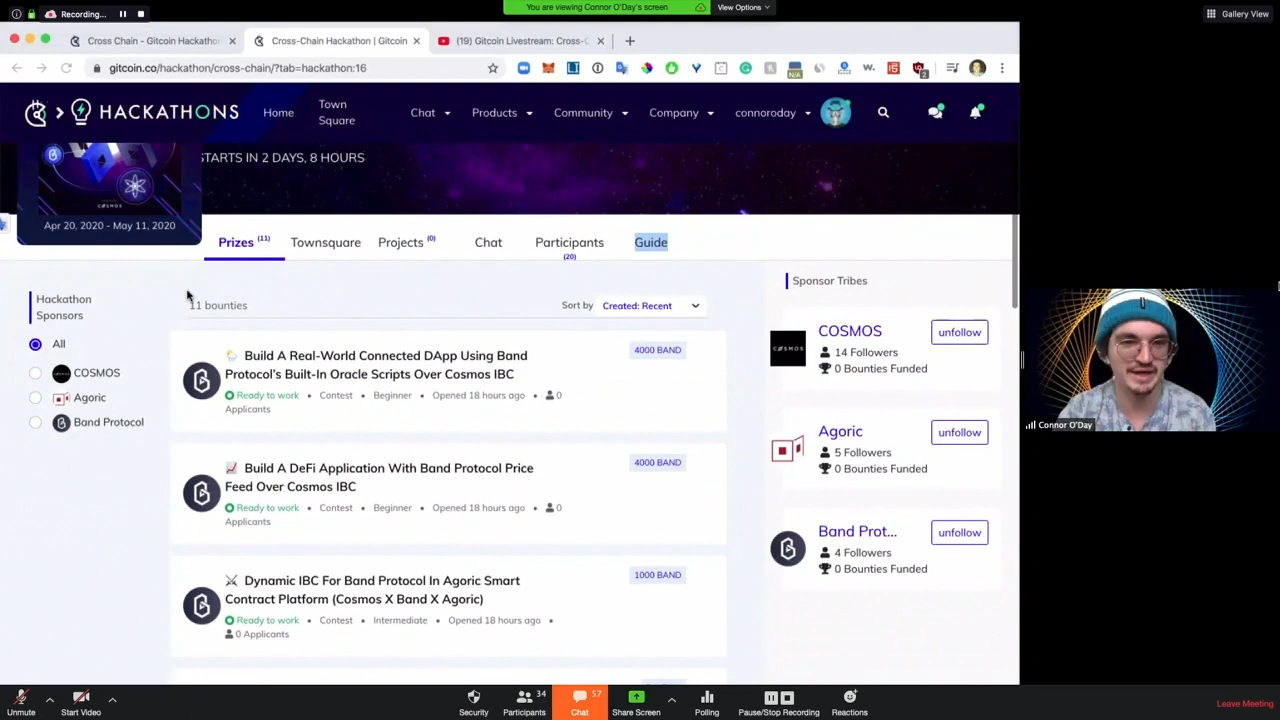 Recording...
You are viewing Connor O'Day's screen
View Options
Gallery View
Cross Chain - Gitcoin Hackathon
Cross-Chain Hackathon | Gitcoin
(19) Gitcoin Livestream: Cross-C
gitcoin.co/hackathon/cross-chain/?tab=hackathon:16
HACKATHONS
Home
Town Square
Chat
Products
Community
Company
connoroday
STARTS IN 2 DAYS, 8 HOURS
COSMOS
Apr 20, 2020 - May 11, 2020
Prizes (11)
Townsquare
Projects (0)
Chat
Participants (20)
Guide
Hackathon
Sponsors
All
COSMOS
Agoric
Band Protocol
11 bounties
Sort by
Created: Recent
Build A Real-World Connected DApp Using Band
Protocol's Built-In Oracle Scripts Over Cosmos IBC
4000 BAND
Ready to work • Contest • Beginner • Opened 18 hours ago • 0
Applicants
Build A DeFi Application With Band Protocol Price
Feed Over Cosmos IBC
4000 BAND
Ready to work • Contest • Beginner • Opened 18 hours ago • 0
Applicants
Dynamic IBC For Band Protocol In Agoric Smart
Contract Platform (Cosmos X Band X Agoric)
1000 BAND
Ready to work • Contest • Intermediate • Opened 18 hours ago •
0 Applicants
Sponsor Tribes
COSMOS
COSMOS
unfollow
14 Followers
0 Bounties Funded
Agoric
unfollow
5 Followers
0 Bounties Funded
Band Prot...
unfollow
4 Followers
0 Bounties Funded
Connor O'Day
Unmute
Start Video
Security
34
Participants
57
Chat
Share Screen
Polling
Pause/Stop Recording
Reactions
Leave Meeting